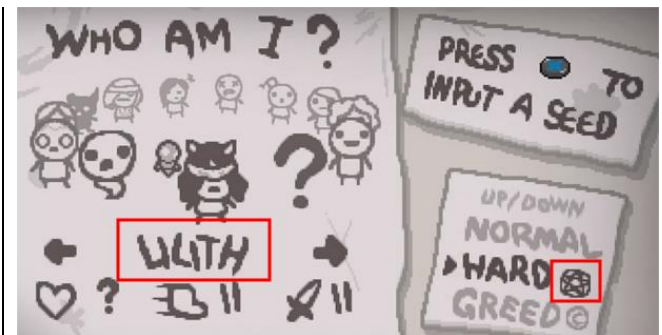 WHO AM I?
LILITH
?
?
PRESS TO
INPUT A SEED
UP/DOWN
NORMAL
HARD
GREED